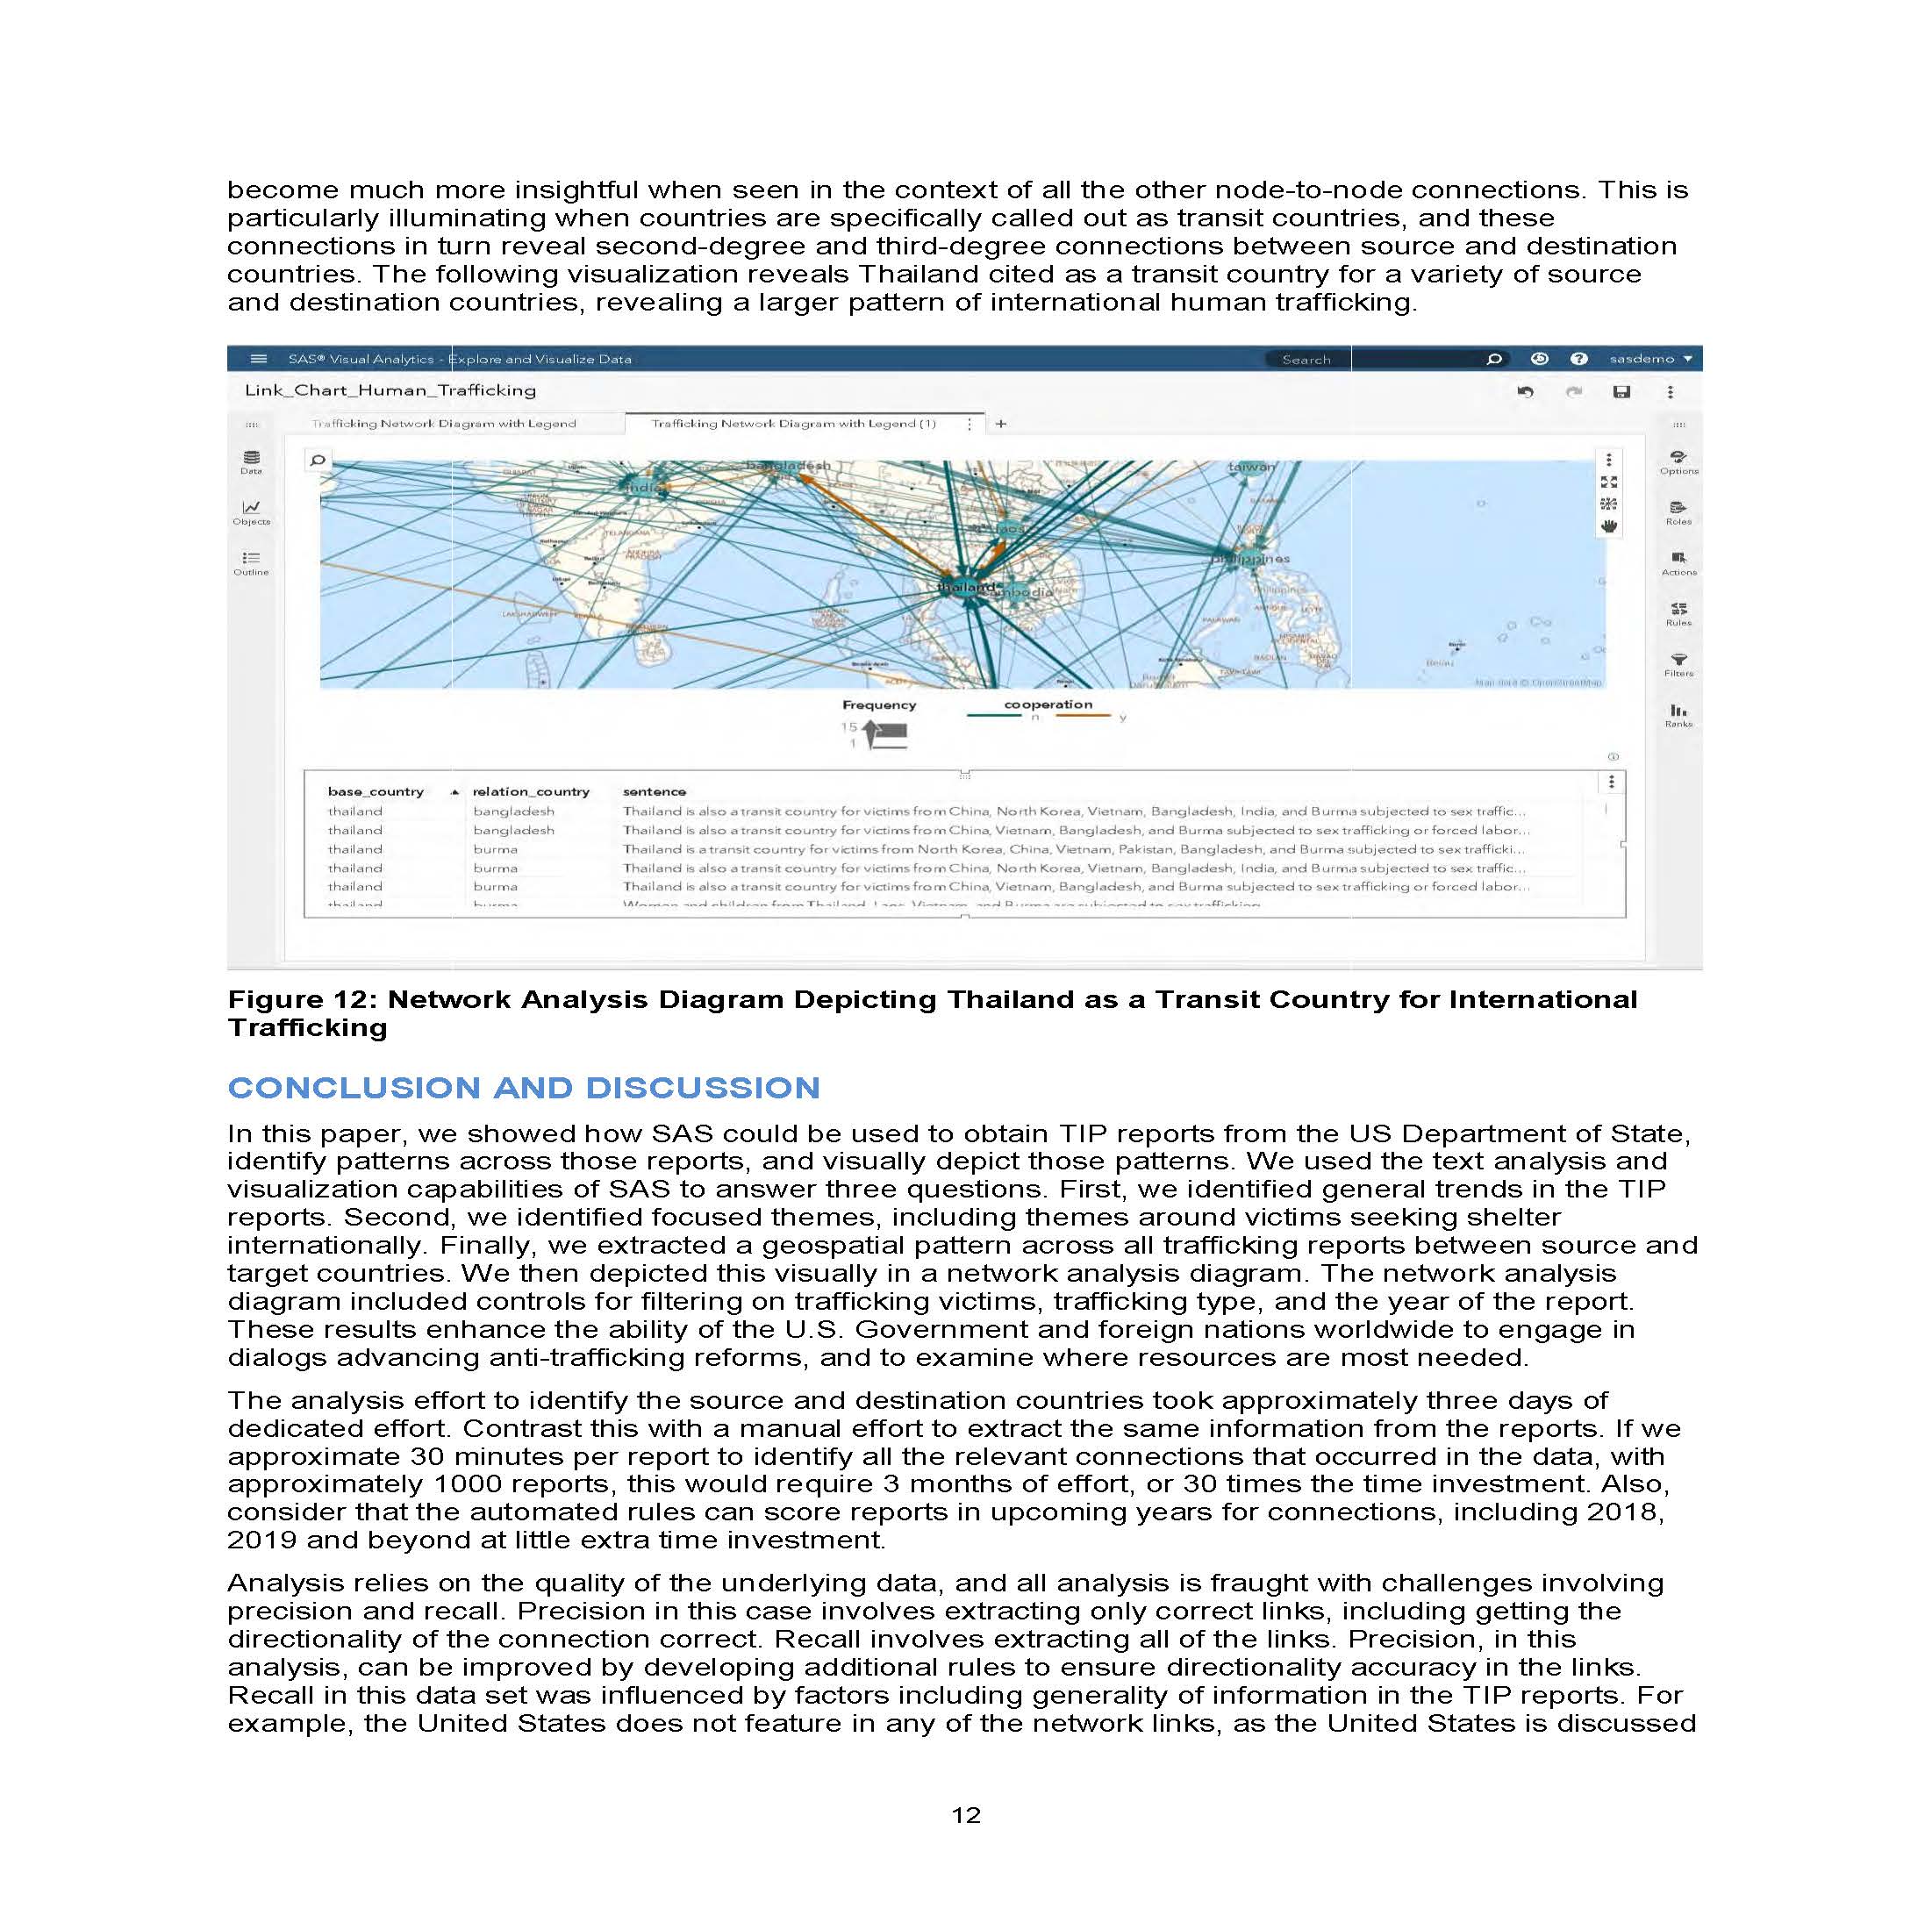 become much more insightful when seen in the context of all the other node-to-node connections. This is
particularly illuminating when countries are specifically called out as transit countries, and these
connections in turn reveal second-degree and third-degree connections between source and destination
countries. The following visualization reveals Thailand cited as a transit country for a variety of source
and destination countries, revealing a larger pattern of international human trafficking.
SAS® Visual Analytics - Explore and Visualize Data
Search
sasdemo
Link_Chart_Human_Trafficking
Trafficking Network Diagram with Legend
Trafficking Network Diagram with Legend (1)
Data
Objects
Outline
Options
Roles
Actions
Rules
Filters
Ranks
india
bangladesh
taiwan
laos
thailand
cambodia
philippines
Philippines
Frequency
15
1
cooperation
n
y
base_country relation_country sentence
thailand bangladesh Thailand is also a transit country for victims from China, North Korea, Vietnam, Bangladesh, India, and Burma subjected to sex traffic...
thailand bangladesh Thailand is also a transit country for victims from China, Vietnam, Bangladesh, and Burma subjected to sex trafficking or forced labor...
thailand burma Thailand is a transit country for victims from North Korea, China, Vietnam, Pakistan, Bangladesh, and Burma subjected to sex trafficki...
thailand burma Thailand is also a transit country for victims from China, North Korea, Vietnam, Bangladesh, India, and Burma subjected to sex traffic...
thailand burma Thailand is also a transit country for victims from China, Vietnam, Bangladesh, and Burma subjected to sex trafficking or forced labor...
thailand burma Women and children from Thailand, Laos, Vietnam, and Burma are subjected to sex trafficking
Figure 12: Network Analysis Diagram Depicting Thailand as a Transit Country for International
Trafficking
CONCLUSION AND DISCUSSION
In this paper, we showed how SAS could be used to obtain TIP reports from the US Department of State,
identify patterns across those reports, and visually depict those patterns. We used the text analysis and
visualization capabilities of SAS to answer three questions. First, we identified general trends in the TIP
reports. Second, we identified focused themes, including themes around victims seeking shelter
internationally. Finally, we extracted a geospatial pattern across all trafficking reports between source and
target countries. We then depicted this visually in a network analysis diagram. The network analysis
diagram included controls for filtering on trafficking victims, trafficking type, and the year of the report.
These results enhance the ability of the U.S. Government and foreign nations worldwide to engage in
dialogs advancing anti-trafficking reforms, and to examine where resources are most needed.
The analysis effort to identify the source and destination countries took approximately three days of
dedicated effort. Contrast this with a manual effort to extract the same information from the reports. If we
approximate 30 minutes per report to identify all the relevant connections that occurred in the data, with
approximately 1000 reports, this would require 3 months of effort, or 30 times the time investment. Also,
consider that the automated rules can score reports in upcoming years for connections, including 2018,
2019 and beyond at little extra time investment.
Analysis relies on the quality of the underlying data, and all analysis is fraught with challenges involving
precision and recall. Precision in this case involves extracting only correct links, including getting the
directionality of the connection correct. Recall involves extracting all of the links. Precision, in this
analysis, can be improved by developing additional rules to ensure directionality accuracy in the links.
Recall in this data set was influenced by factors including generality of information in the TIP reports. For
example, the United States does not feature in any of the network links, as the United States is discussed
12